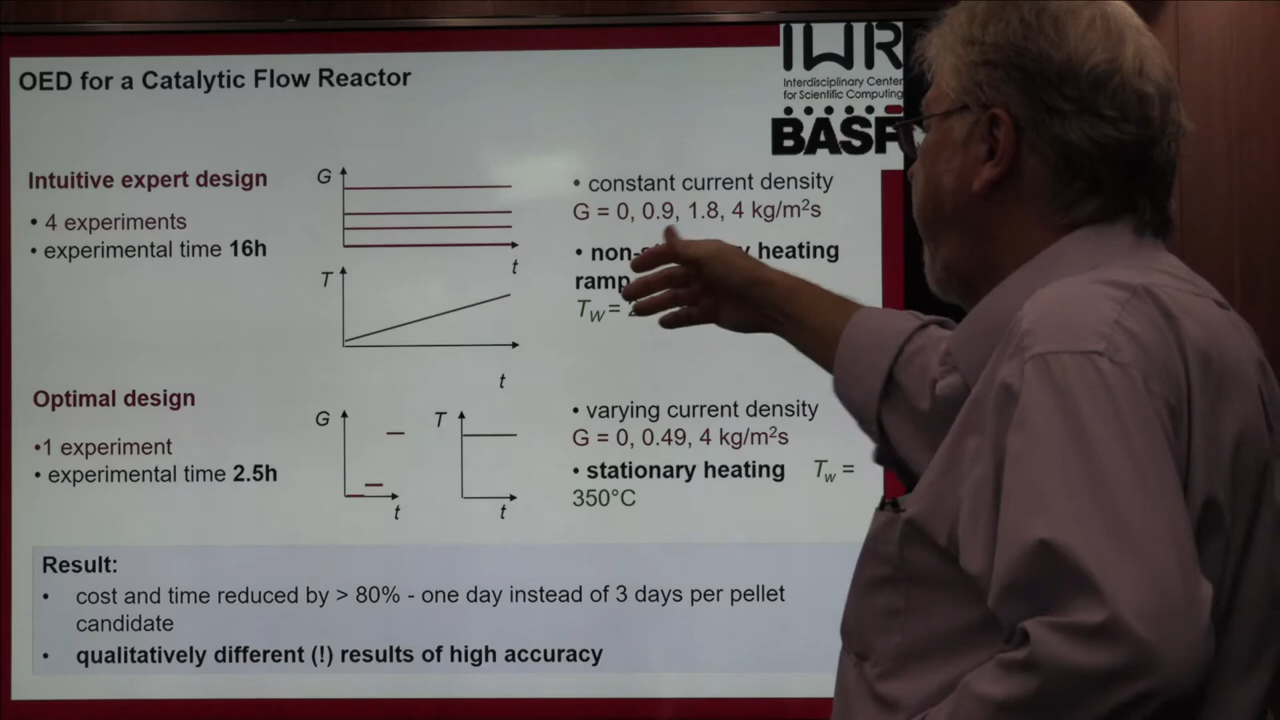 OED for a Catalytic Flow Reactor
IWR
Interdisciplinary Center
for Scientific Computing
BASF
Intuitive expert design
• 4 experiments
• experimental time 16h
G
t
T
t
• constant current density
G = 0, 0.9, 1.8, 4 kg/m²s
• heating
ramp
T_W =
Optimal design
•1 experiment
• experimental time 2.5h
G
t
T
t
• varying current density
G = 0, 0.49, 4 kg/m²s
• stationary heating T_w =
350°C
Result:
• cost and time reduced by > 80% - one day instead of 3 days per pellet
candidate
• qualitatively different (!) results of high accuracy